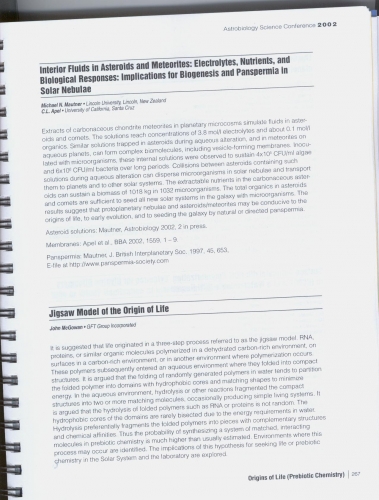 Astrobiology Science Conference 2002
Interior Fluids in Asteroids and Meteorites: Electrolytes, Nutrients, and
Biological Responses: Implications for Biogenesis and Panspermia in
Solar Nebulae
Michael N. Mautner • Lincoln University, Lincoln, New Zealand
C.L. Apel • University of California, Santa Cruz
Extracts of carbonaceous chondrite meteorites in planetary microcosms simulate fluids in aster-
oids and comets. The solutions reach concentrations of 3.8 mol/l electrolytes and about 0.1 mol/l
organics. Similar solutions trapped in asteroids during aqueous alteration, and in meteorites on
aqueous planets, can form complex biomolecules, including vesicle-forming membranes. Inocu-
lated with microorganisms, these internal solutions were observed to sustain 4x10⁵ CFU/ml algae
and 6x10⁶ CFU/ml bacteria over long periods. Collisions between asteroids containing such
solutions during aqueous alteration can disperse microorganisms in solar nebulae and transport
them to planets and to other solar systems. The extractable nutrients in the carbonaceous aster-
oids can sustain a biomass of 1018 kg in 1032 microorganisms. The total organics in asteroids
and comets are sufficient to seed all new solar systems in the galaxy with microorganisms. The
results suggest that protoplanetary nebulae and asteroids/meteorites may be conducive to the
origins of life, to early evolution, and to seeding the galaxy by natural or directed panspermia.
Asteroid solutions: Mautner, Astrobiology 2002, 2 in press.
Membranes: Apel et al., BBA 2002, 1559, 1 - 9
Panspermia: Mautner, J. British Interplanetary Soc. 1997, 45, 653,
E-life at http://www.panspermia-society.com
Jigsaw Model of the Origin of Life
John McGowan • GFT Group Incorporated
It is suggested that life originated in a three-step process referred to as the jigsaw model. RNA,
proteins, or similar organic molecules polymerized in a dehydrated carbon-rich environment, on
surfaces in a carbon-rich environment, or in another environment where polymerization occurs.
These polymers subsequently entered an aqueous environment where they folded into compact
structures. It is argued that the folding of randomly generated polymers in water tends to partition
the folded polymer into domains with hydrophobic cores and matching shapes to minimize
energy. In the aqueous environment, hydrolysis or other reactions fragmented the compact
structures into two or more matching molecules, occasionally producing simple living systems. It
is argued that the hydrolysis of folded polymers such as RNA or proteins is not random. The
hydrophobic cores of the domains are rarely bisected due to the energy requirements in water.
Hydrolysis preferentially fragments the folded polymers into pieces with complementary structures
and chemical affinities. Thus the probability of synthesizing a system of matched, interacting
molecules in prebiotic chemistry is much higher than usually estimated. Environments where this
process may occur are identified. The implications of this hypothesis for seeking life or prebiotic
chemistry in the Solar System and the laboratory are explored.
Origins of Life (Prebiotic Chemistry) | 267